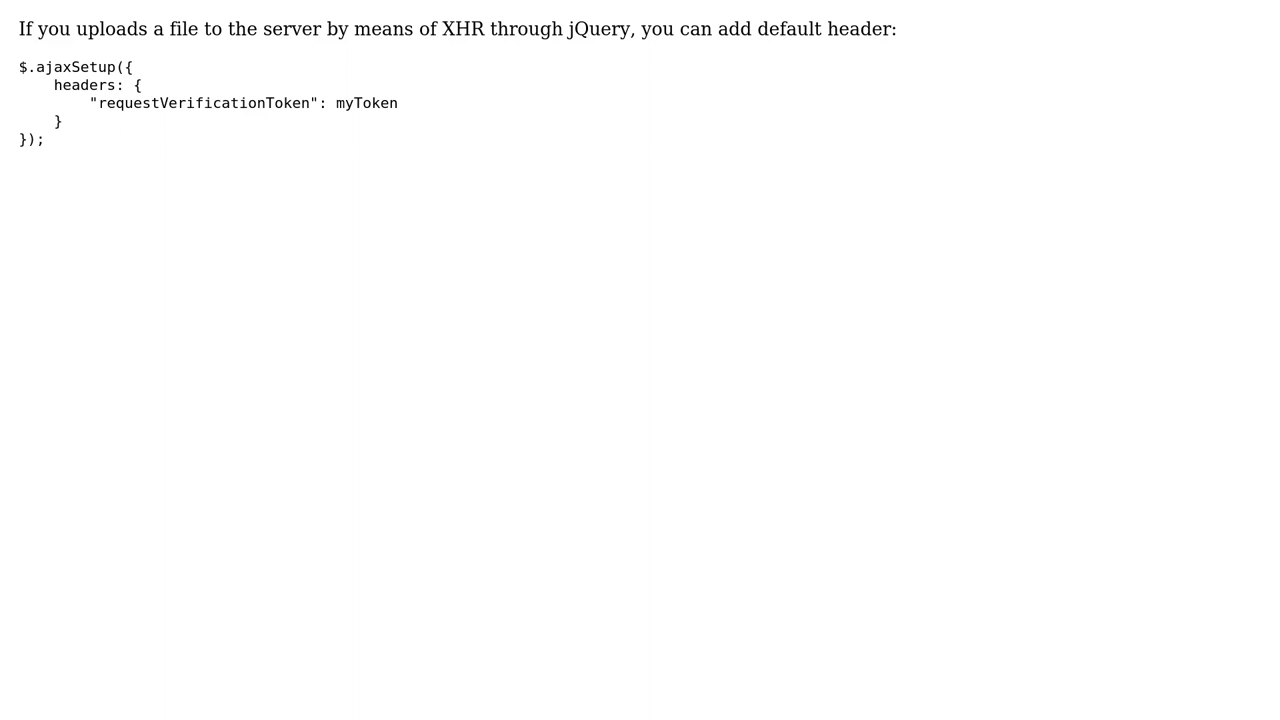 If you uploads a file to the server by means of XHR through jQuery, you can add default header:
$.ajaxSetup({
    headers: {
        "requestVerificationToken": myToken
    }
});